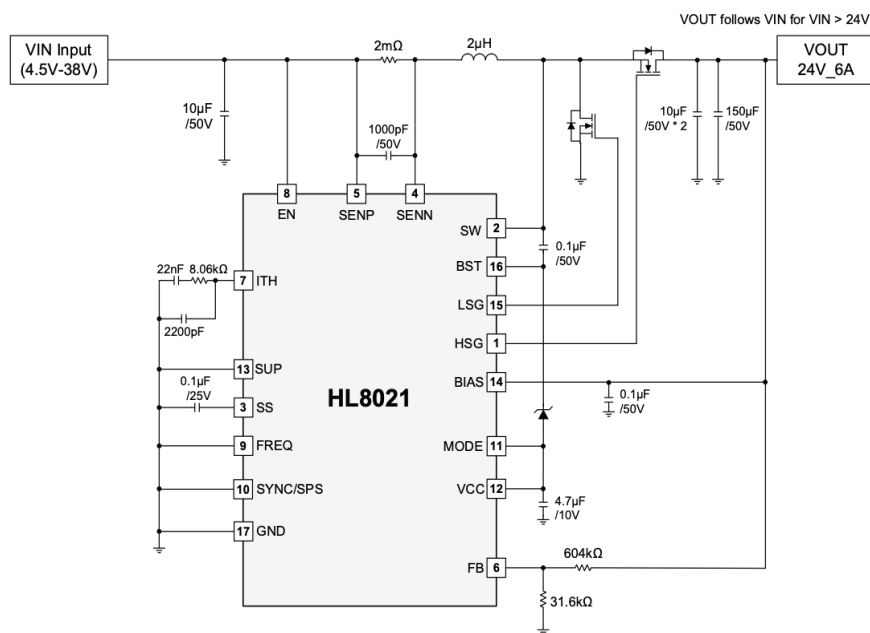 VOUT follows VIN for VIN > 24V
VIN Input
(4.5V-38V)
2mΩ
2µH
VOUT
24V_6A
10µF
/50V
1000pF
/50V
10µF
/50V * 2
150µF
/50V
8
5
4
EN
SENP
SENN
SW
2
0.1µF
/50V
BST
16
22nF
8.06kΩ
7
ITH
LSG
15
2200pF
HSG
1
13
SUP
BIAS
14
0.1µF
/25V
3
SS
HL8021
0.1µF
/50V
9
FREQ
MODE
11
10
SYNC/SPS
VCC
12
4.7µF
/10V
17
GND
604kΩ
FB
6
31.6kΩ